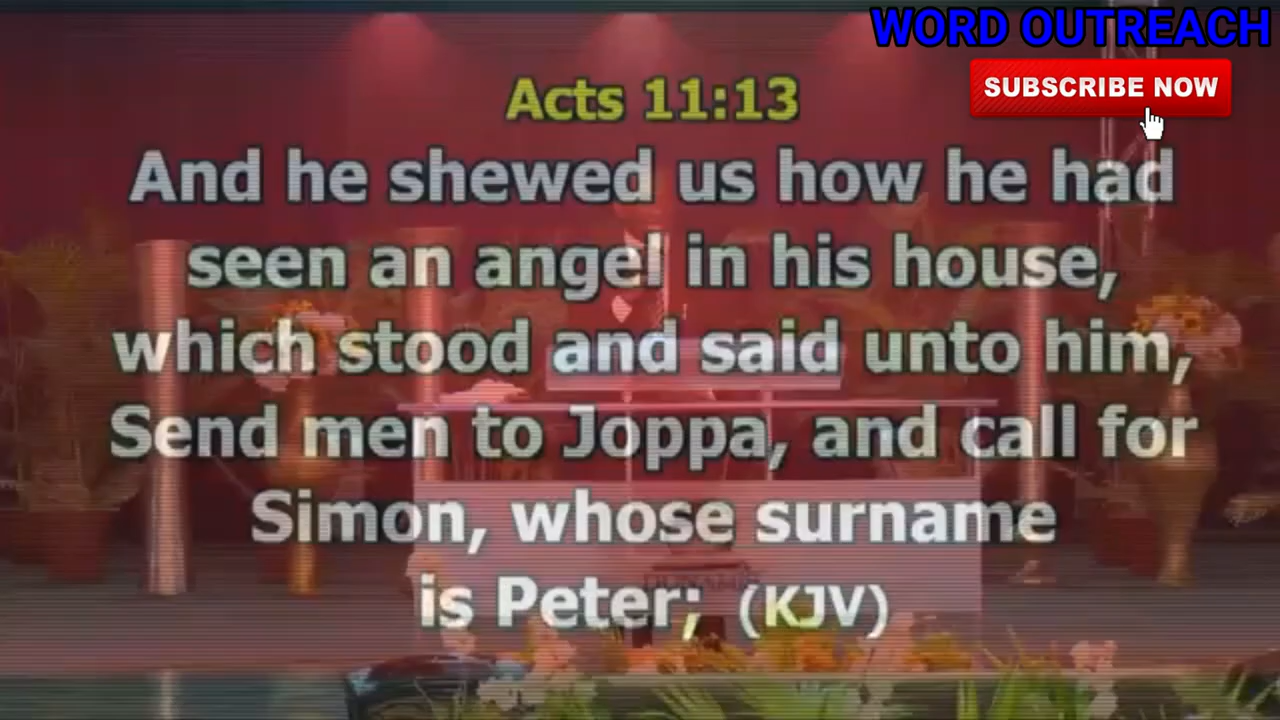 WORD OUTREACH
SUBSCRIBE NOW
Acts 11:13
And he shewed us how he had
seen an angel in his house,
which stood and said unto him,
Send men to Joppa, and call for
Simon, whose surname
is Peter; (KJV)